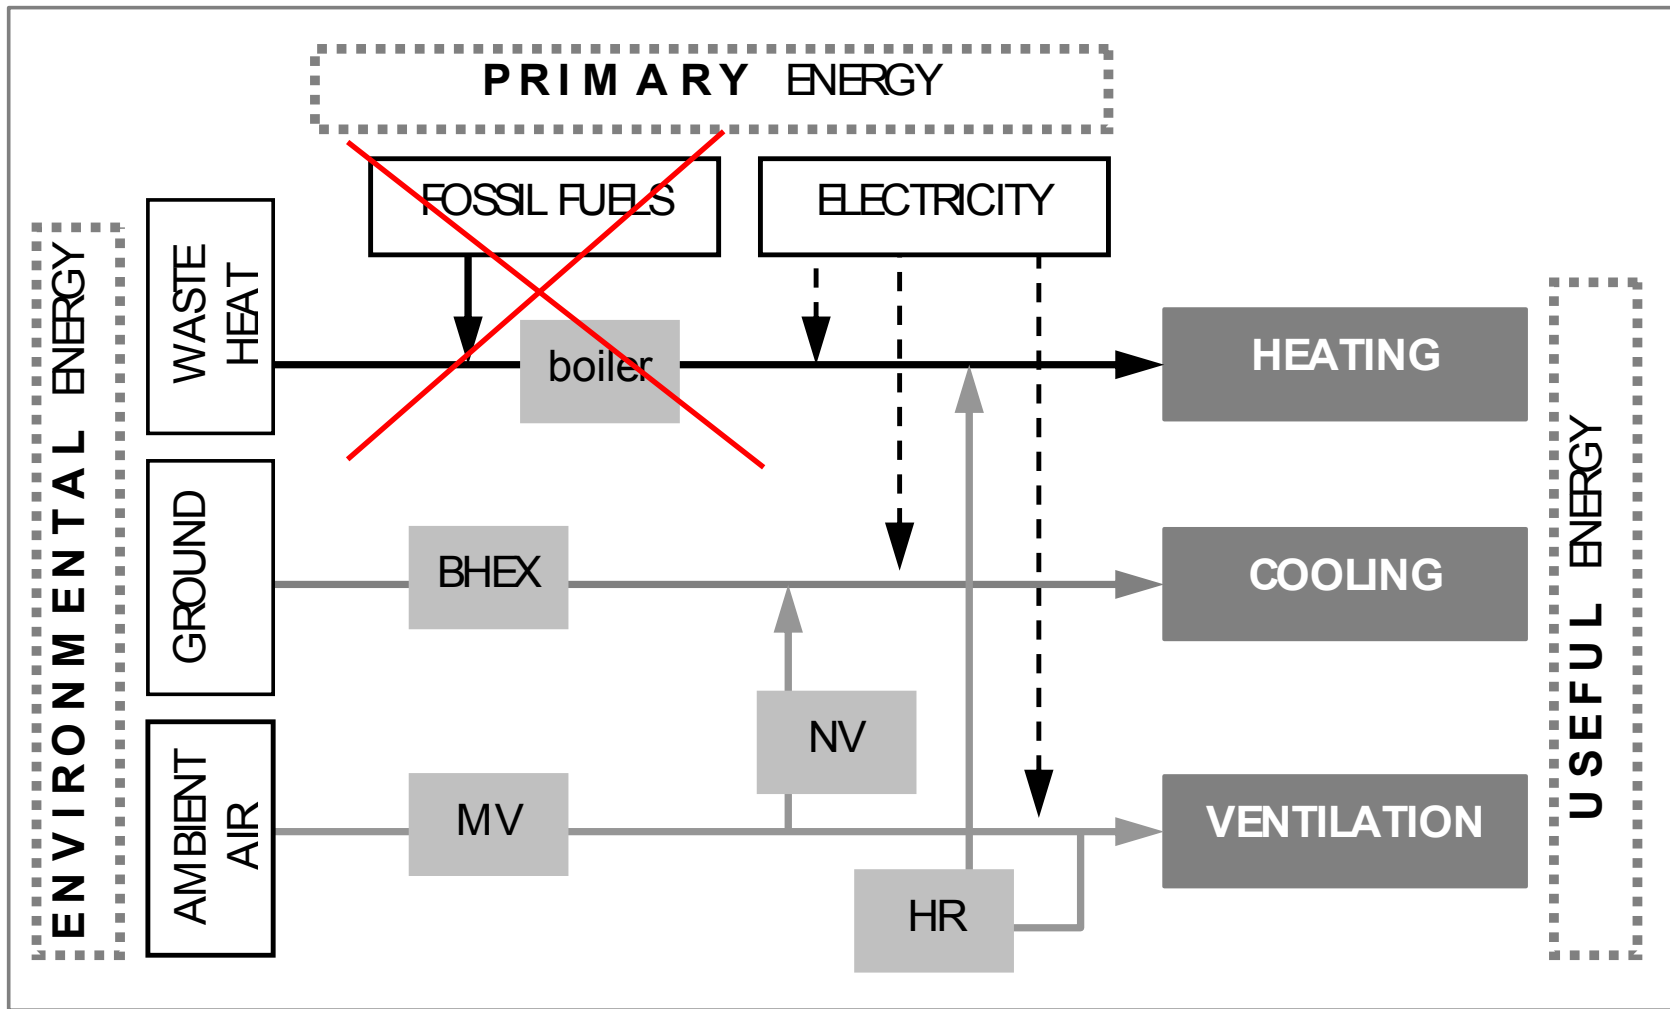 PRIMARY ENERGY
FOSSIL FUELS
ELECTRICITY
ENVIRONMENTAL ENERGY
WASTE
HEAT
boiler
HEATING
GROUND
BHEX
COOLING
NV
AMBIENT
AIR
MV
VENTILATION
HR
USEFUL ENERGY